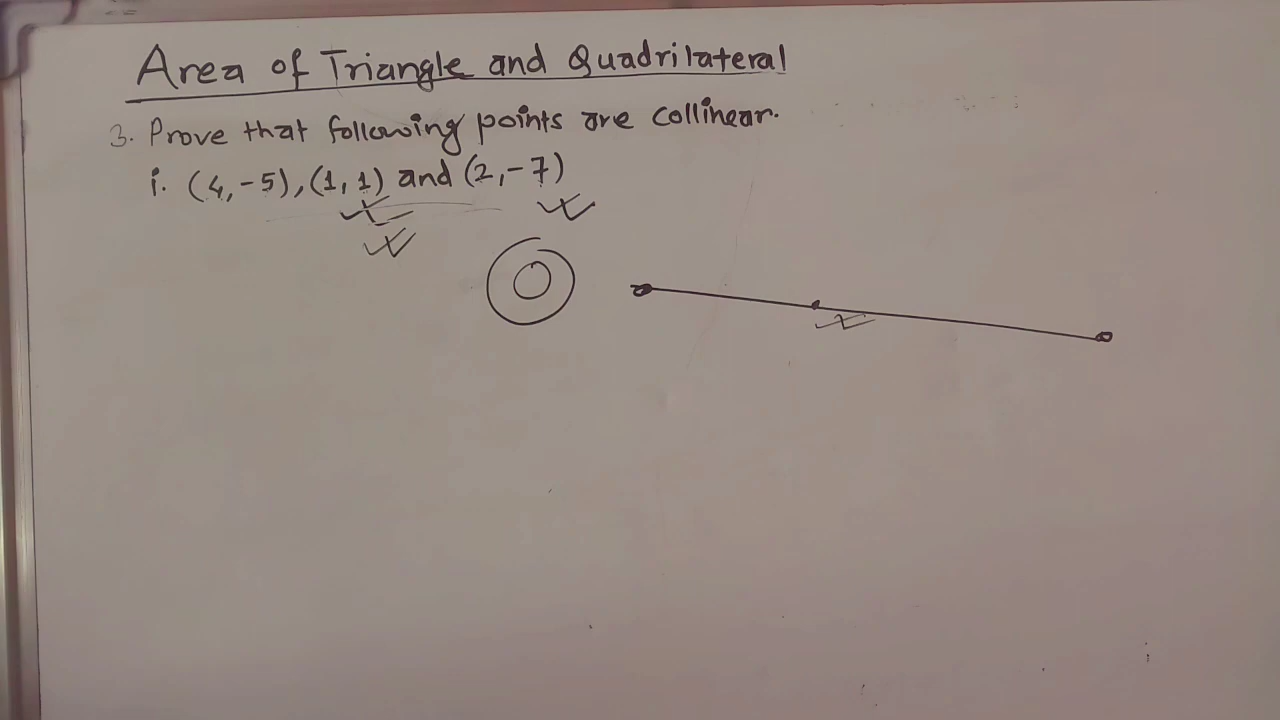 Area of Triangle and Quadrilateral
3. Prove that following points are collinear.
i. (4,-5), (1,1) and (2,-7)